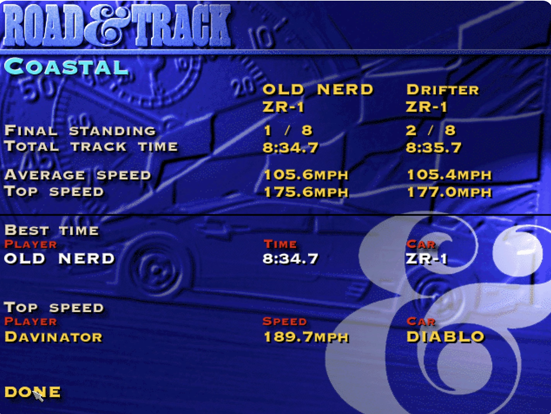 ROAD & TRACK
COASTAL
OLD NERD DRIFTER
ZR-1 ZR-1
FINAL STANDING 1 / 8 2 / 8
TOTAL TRACK TIME 8:34.7 8:35.7
AVERAGE SPEED 105.6MPH 105.4MPH
TOP SPEED 175.6MPH 177.0MPH
BEST TIME
PLAYER TIME CAR
OLD NERD 8:34.7 ZR-1
TOP SPEED
PLAYER SPEED CAR
DAVINATOR 189.7MPH DIABLO
DONE